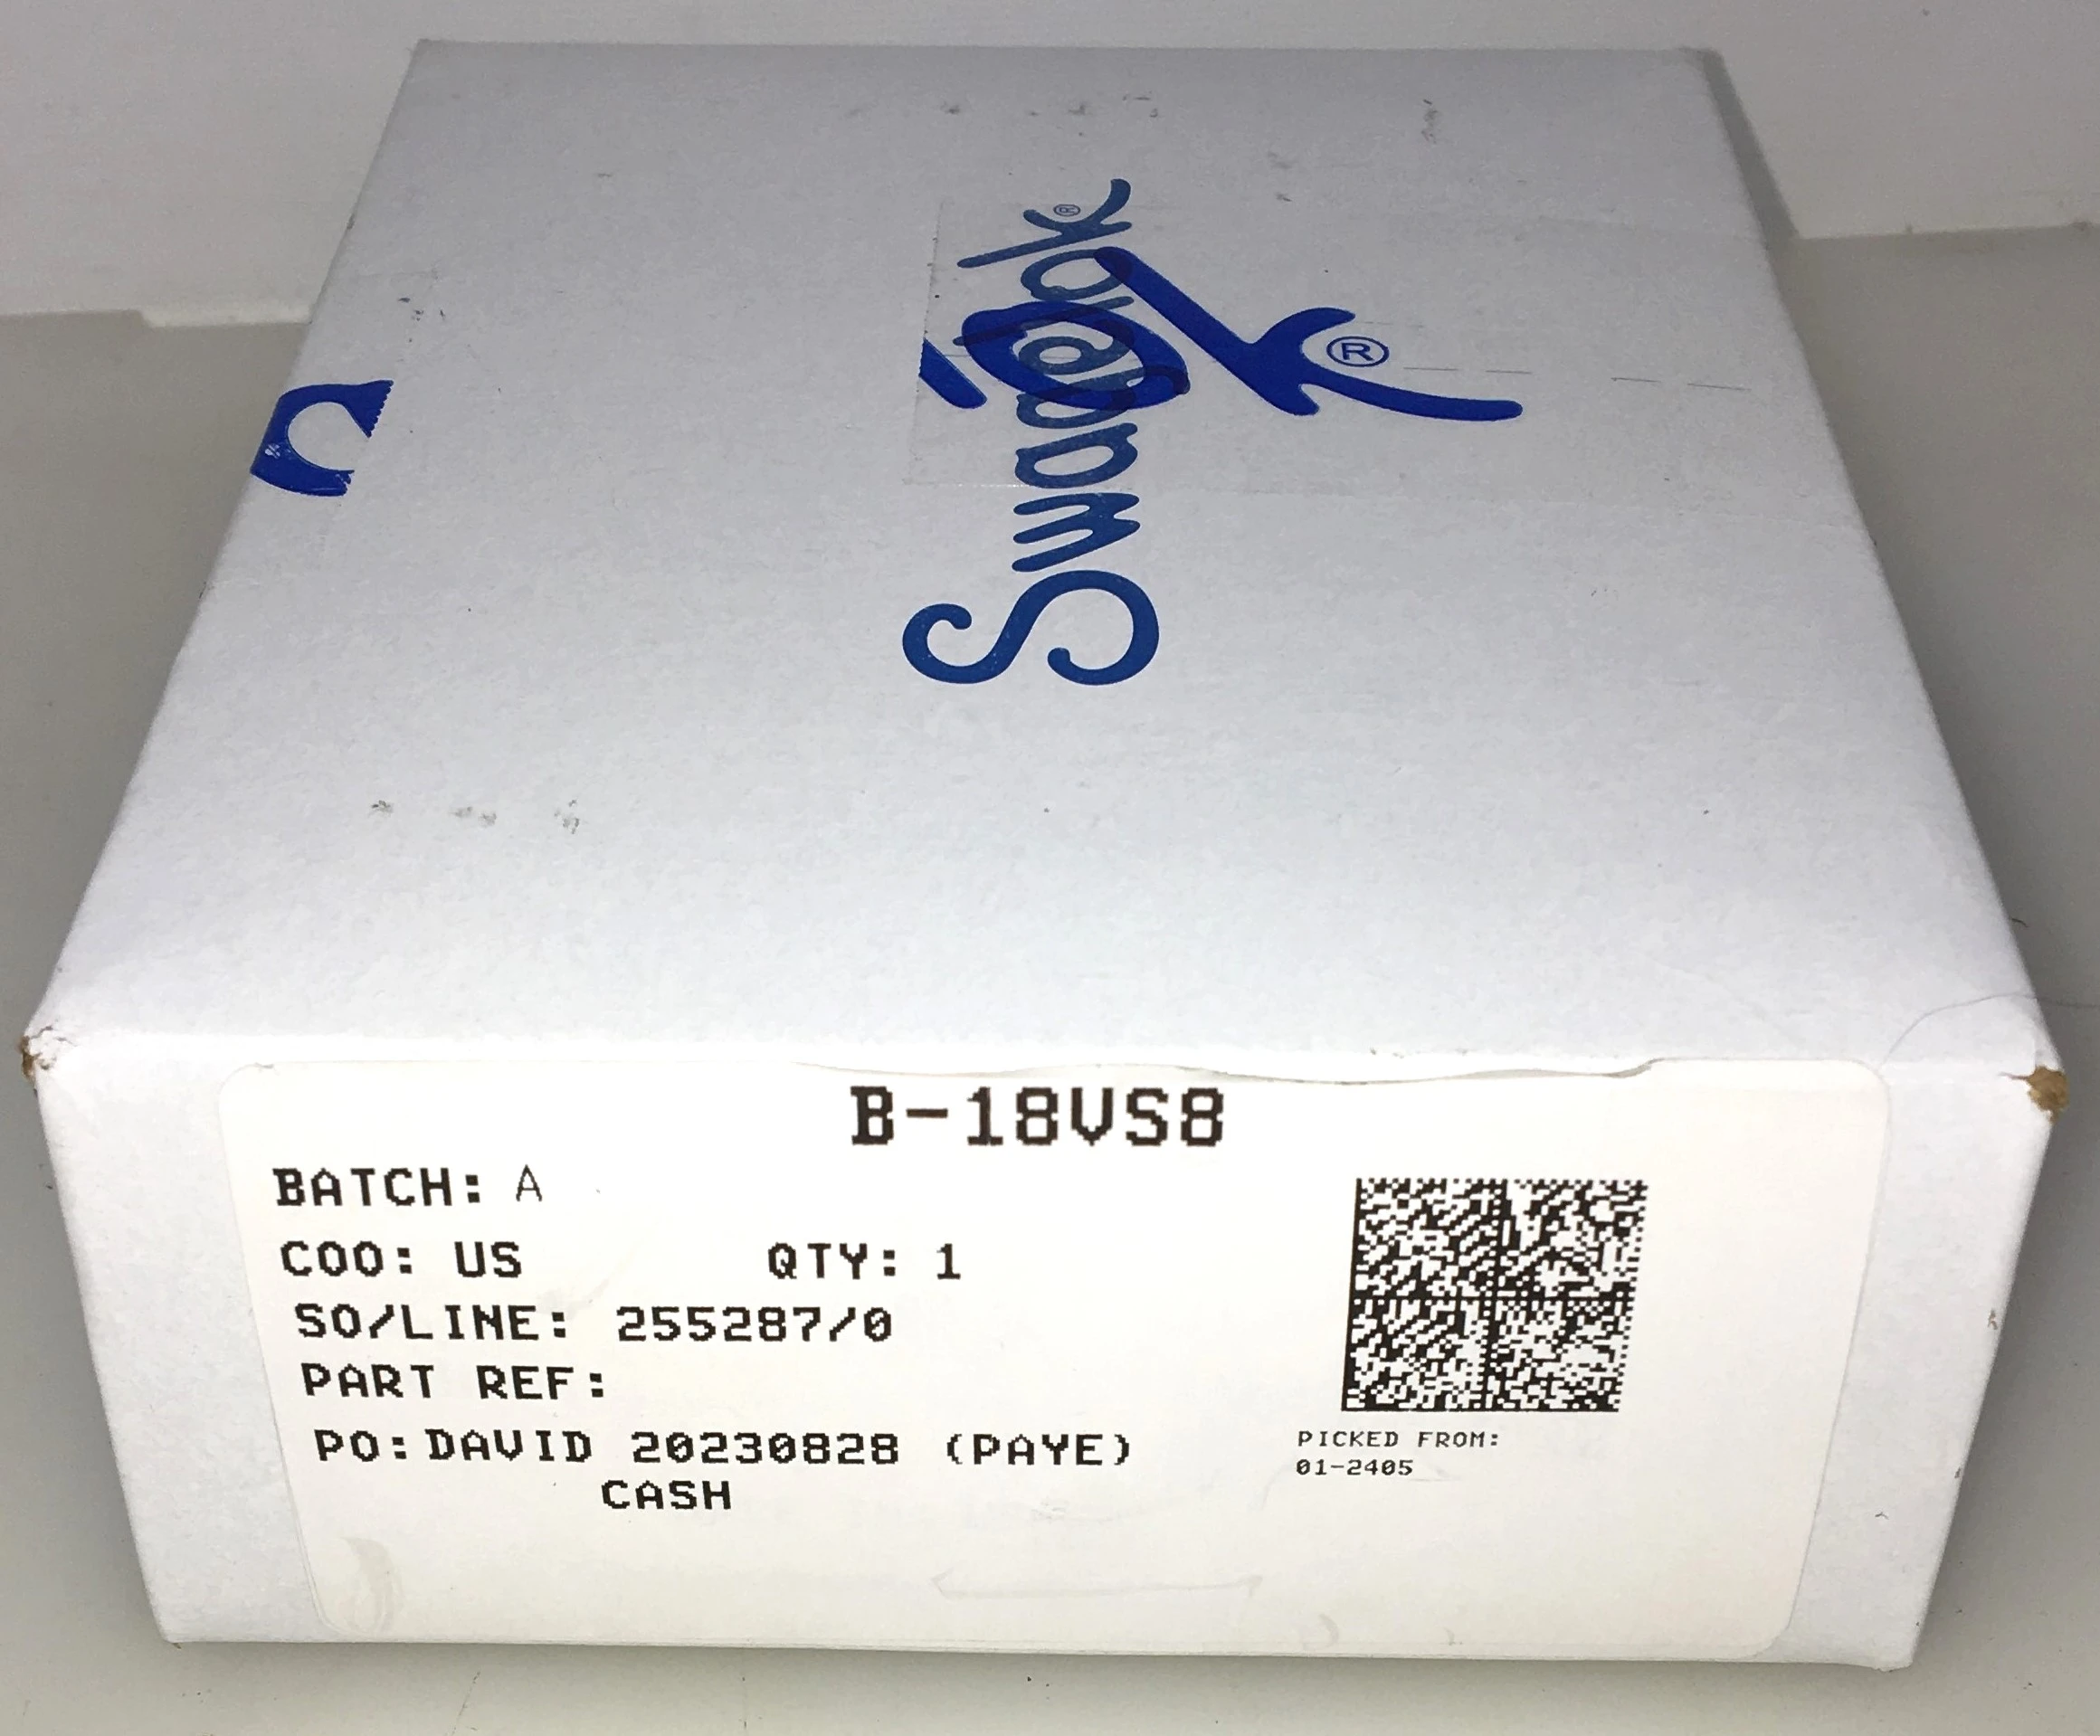 Swagelok®
®
B-18VS8
BATCH: A
COO: US QTY: 1
SO/LINE: 255287/0
PART REF:
PO:DAVID 20230828 (PAYE)
CASH
PICKED FROM:
01-2405